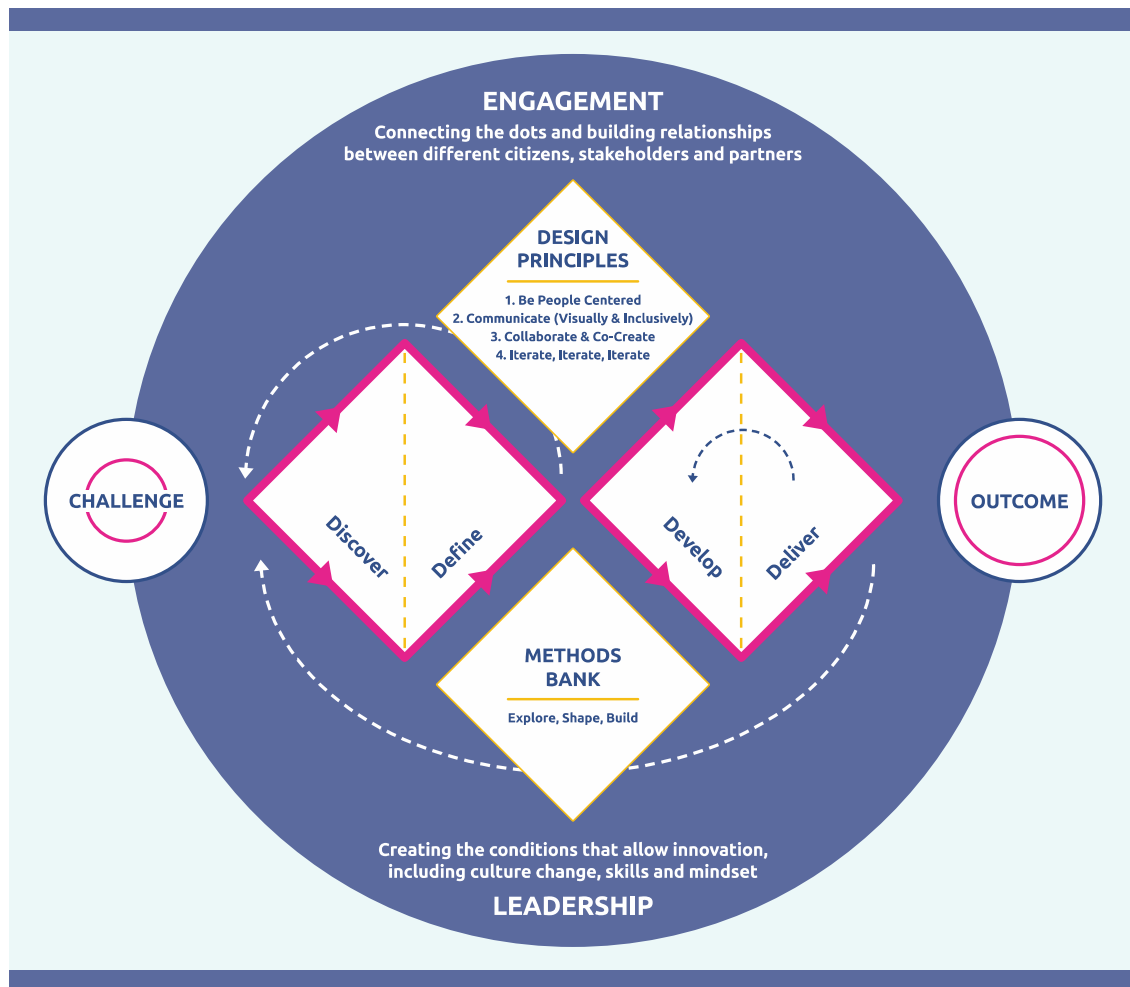 ENGAGEMENT
Connecting the dots and building relationships
between different citizens, stakeholders and partners
DESIGN
PRINCIPLES
1. Be People Centered
2. Communicate (Visually & Inclusively)
3. Collaborate & Co-Create
4. Iterate, Iterate, Iterate
CHALLENGE
Discover
Define
Develop
Deliver
OUTCOME
METHODS
BANK
Explore, Shape, Build
Creating the conditions that allow innovation,
including culture change, skills and mindset
LEADERSHIP